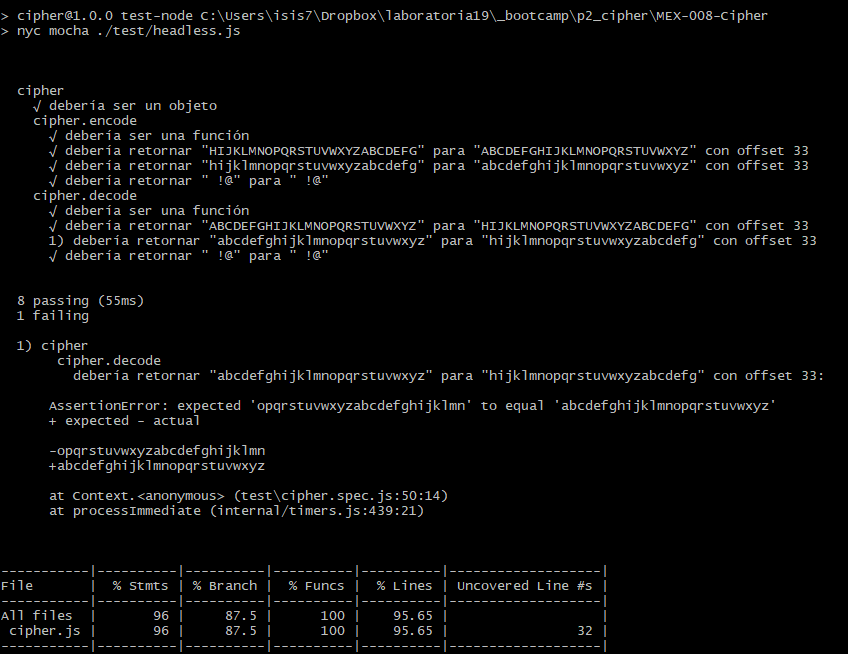 > cipher@1.0.0 test-node C:\Users\isis7\Dropbox\laboratoria19\_bootcamp\p2_cipher\MEX-008-Cipher
> nyc mocha ./test/headless.js
cipher
√ debería ser un objeto
cipher.encode
√ debería ser una función
√ debería retornar "HIJKLMNOPQRSTUVWXYZABCDEFG" para "ABCDEFGHIJKLMNOPQRSTUVWXYZ" con offset 33
√ debería retornar "hijklmnopqrstuvwxyzabcdefg" para "abcdefghijklmnopqrstuvwxyz" con offset 33
√ debería retornar " !@" para " !@"
cipher.decode
√ debería ser una función
√ debería retornar "ABCDEFGHIJKLMNOPQRSTUVWXYZ" para "HIJKLMNOPQRSTUVWXYZABCDEFG" con offset 33
1) debería retornar "abcdefghijklmnopqrstuvwxyz" para "hijklmnopqrstuvwxyzabcdefg" con offset 33
√ debería retornar " !@" para " !@"
8 passing (55ms)
1 failing
1) cipher
cipher.decode
debería retornar "abcdefghijklmnopqrstuvwxyz" para "hijklmnopqrstuvwxyzabcdefg" con offset 33:
AssertionError: expected 'opqrstuvwxyzabcdefghijklmn' to equal 'abcdefghijklmnopqrstuvwxyz'
+ expected - actual
-opqrstuvwxyzabcdefghijklmn
+abcdefghijklmnopqrstuvwxyz
at Context.<anonymous> (test\cipher.spec.js:50:14)
at processImmediate (internal/timers.js:439:21)
-----------|----------|----------|----------|----------|-------------------|
File       |  % Stmts | % Branch |  % Funcs |  % Lines | Uncovered Line #s |
-----------|----------|----------|----------|----------|-------------------|
All files  |       96 |     87.5 |      100 |    95.65 |                   |
 cipher.js |       96 |     87.5 |      100 |    95.65 |                32 |
-----------|----------|----------|----------|----------|-------------------|